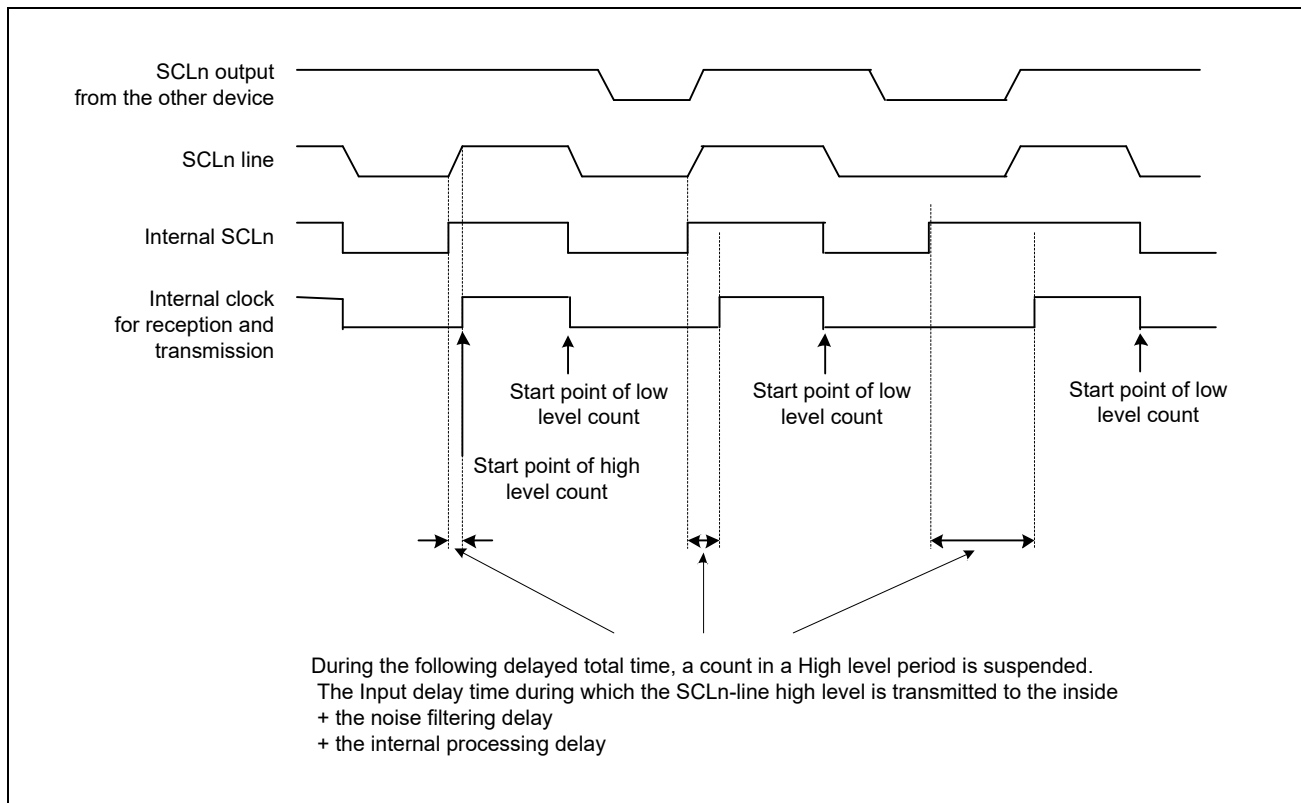 SCLn output
from the other device
SCLn line
Internal SCLn
Internal clock
for reception and
transmission
Start point of low
level count
Start point of low
level count
Start point of low
level count
Start point of high
level count
During the following delayed total time, a count in a High level period is suspended.
The Input delay time during which the SCLn-line high level is transmitted to the inside
+ the noise filtering delay
+ the internal processing delay